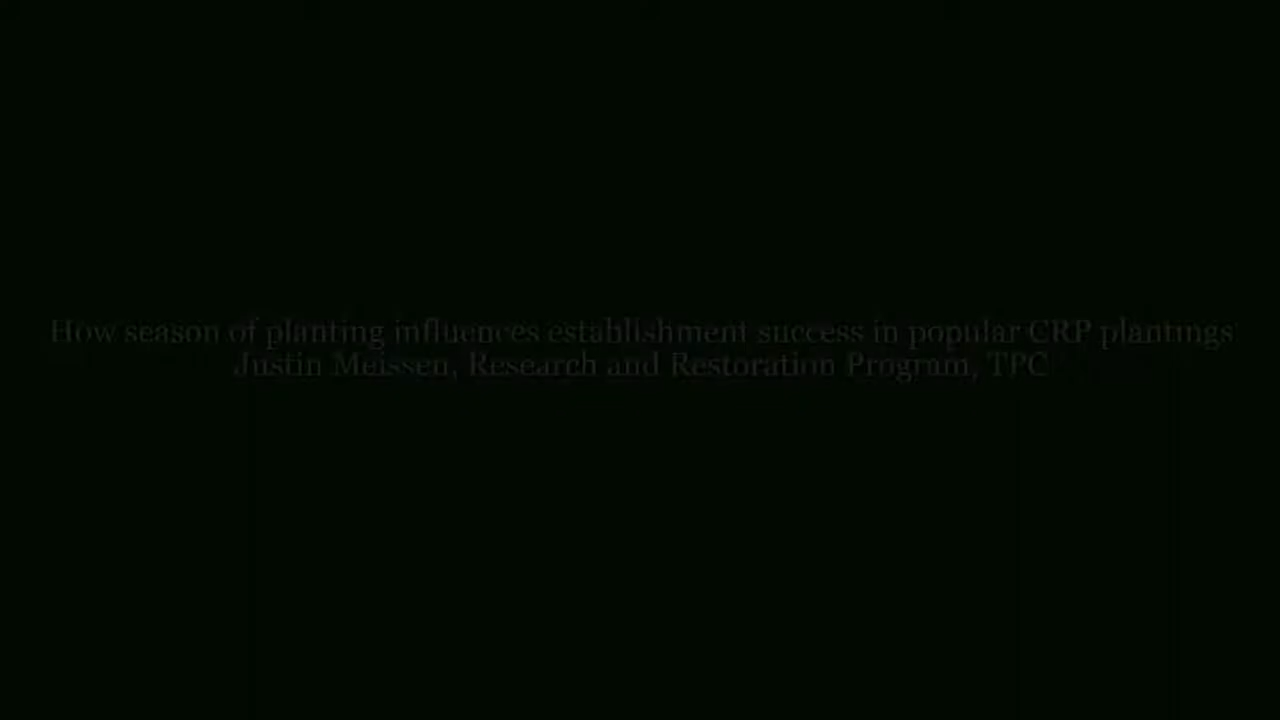 How season of planting influences establishment success in popular CRP plantings
Justin Meissen, Research and Restoration Program, TPC